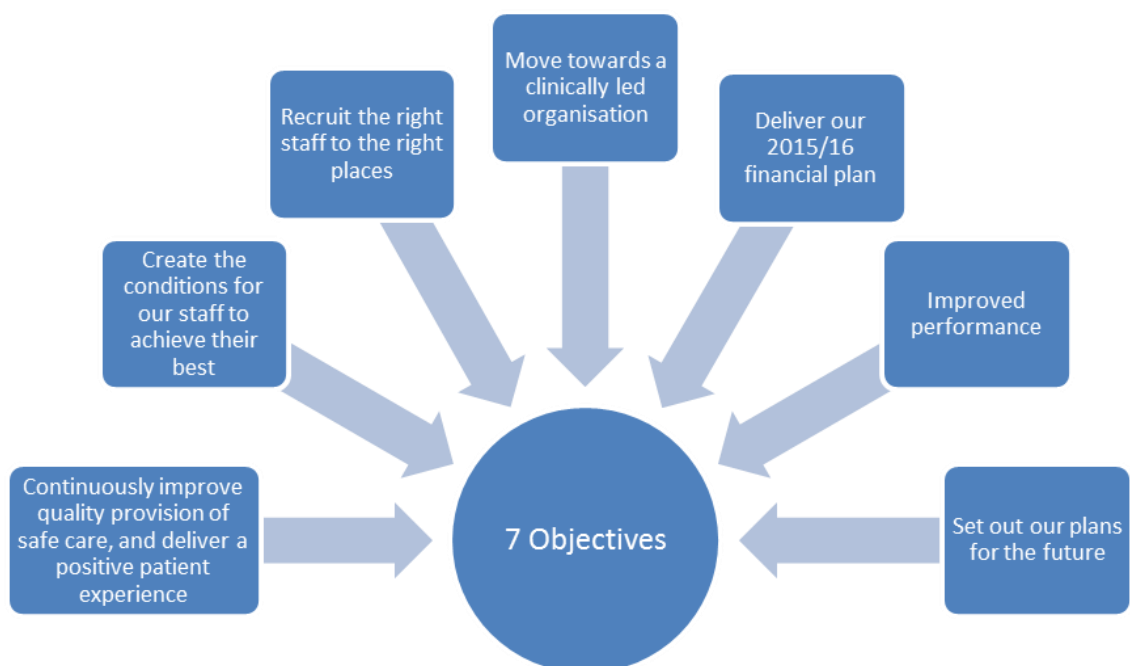 Move towards a
clinically led
organisation
Recruit the right
staff to the right
places
Deliver our
2015/16
financial plan
Create the
conditions for
our staff to
achieve their
best
Improved
performance
Continuously improve
quality provision of
safe care, and deliver a
positive patient
experience
7 Objectives
Set out our plans
for the future